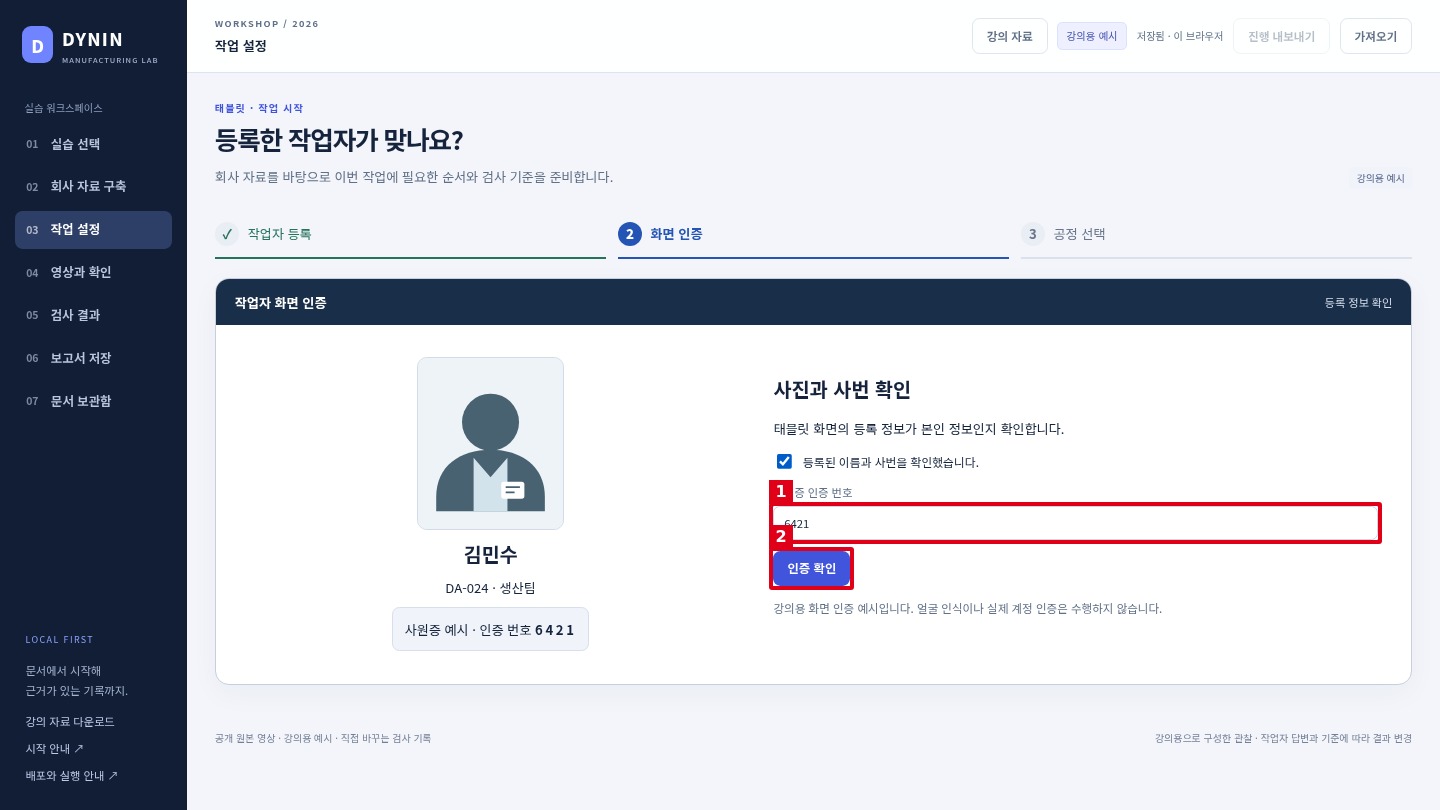 D
DYNIN
MANUFACTURING LAB
실습 워크스페이스
01 실습 선택
02 회사 자료 구축
03 작업 설정
04 영상과 확인
05 검사 결과
06 보고서 저장
07 문서 보관함
LOCAL FIRST
문서에서 시작해
근거가 있는 기록까지.
강의 자료 다운로드
시작 안내 ↗
배포와 실행 안내 ↗
WORKSHOP / 2026
작업 설정
강의 자료
강의용 예시
저장됨 · 이 브라우저
진행 내보내기
가져오기
태블릿 · 작업 시작
등록한 작업자가 맞나요?
회사 자료를 바탕으로 이번 작업에 필요한 순서와 검사 기준을 준비합니다.
강의용 예시
✓ 작업자 등록
2 화면 인증
3 공정 선택
작업자 화면 인증
등록 정보 확인
김민수
DA-024 · 생산팀
사원증 예시 · 인증 번호 6421
사진과 사번 확인
태블릿 화면의 등록 정보가 본인 정보인지 확인합니다.
등록된 이름과 사번을 확인했습니다.
1 증 인증 번호
6421
2
인증 확인
강의용 화면 인증 예시입니다. 얼굴 인식이나 실제 계정 인증은 수행하지 않습니다.
공개 원본 영상 · 강의용 예시 · 직접 바꾸는 검사 기록
강의용으로 구성한 관찰 · 작업자 답변과 기준에 따라 결과 변경